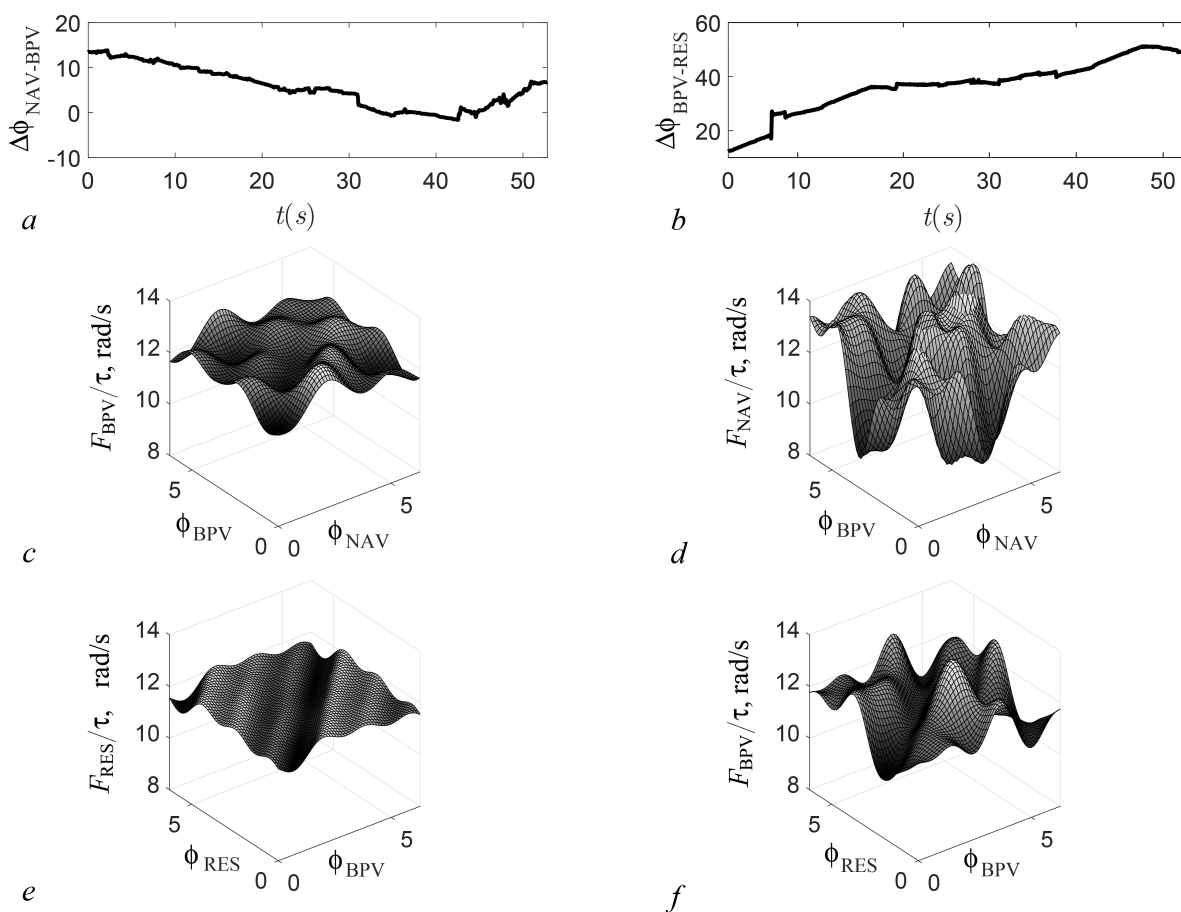 20
10
0
-10
ΔϕNAV-BPV
0 10 20 30 40 50
t(s)
a
60
40
20
ΔϕBPV-RES
0 10 20 30 40 50
t(s)
b
14
12
10
8
FBPV/τ, rad/s
5
0
ϕBPV
0
5
ϕNAV
c
14
12
10
8
FNAV/τ, rad/s
5
0
ϕBPV
0
5
ϕNAV
d
14
12
10
8
FRES/τ, rad/s
5
0
ϕRES
0
5
ϕBPV
e
14
12
10
8
FBPV/τ, rad/s
5
0
ϕRES
0
5
ϕBPV
f